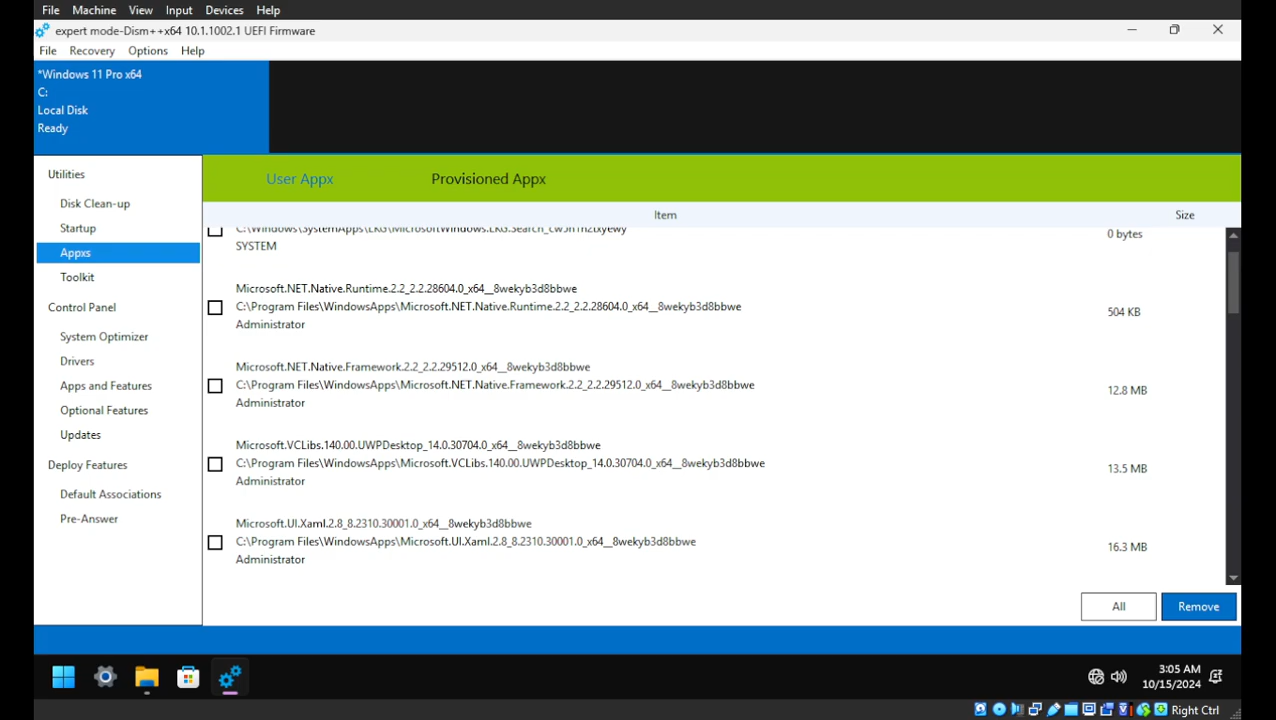 File Machine View Input Devices Help
expert mode-Dism++x64 10.1.1002.1 UEFI Firmware
File Recovery Options Help
*Windows 11 Pro x64
C:
Local Disk
Ready
Utilities
Disk Clean-up
Startup
Appxs
Toolkit
Control Panel
System Optimizer
Drivers
Apps and Features
Optional Features
Updates
Deploy Features
Default Associations
Pre-Answer
User Appx Provisioned Appx
Item Size
SYSTEM
0 bytes
Microsoft.NET.Native.Runtime.2.2_2.2.28604.0_x64__8wekyb3d8bbwe
C:\Program Files\WindowsApps\Microsoft.NET.Native.Runtime.2.2_2.2.28604.0_x64__8wekyb3d8bbwe
Administrator
504 KB
Microsoft.NET.Native.Framework.2.2_2.2.29512.0_x64__8wekyb3d8bbwe
C:\Program Files\WindowsApps\Microsoft.NET.Native.Framework.2.2_2.2.29512.0_x64__8wekyb3d8bbwe
Administrator
12.8 MB
Microsoft.VCLibs.140.00.UWPDesktop_14.0.30704.0_x64__8wekyb3d8bbwe
C:\Program Files\WindowsApps\Microsoft.VCLibs.140.00.UWPDesktop_14.0.30704.0_x64__8wekyb3d8bbwe
Administrator
13.5 MB
Microsoft.UI.Xaml.2.8_8.2310.30001.0_x64__8wekyb3d8bbwe
C:\Program Files\WindowsApps\Microsoft.UI.Xaml.2.8_8.2310.30001.0_x64__8wekyb3d8bbwe
Administrator
16.3 MB
All Remove
3:05 AM
10/15/2024
Right Ctrl